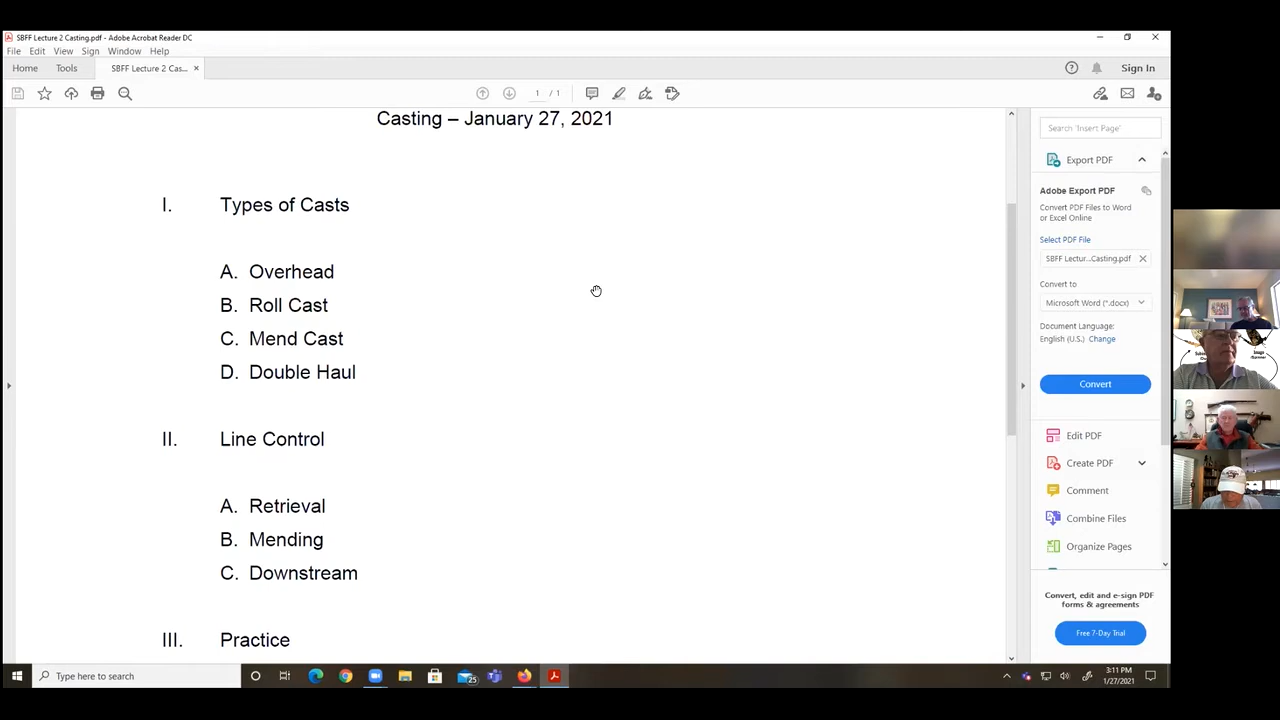 SBFF Lecture 2 Casting.pdf - Adobe Acrobat Reader DC
File Edit View Sign Window Help
Home Tools SBFF Lecture 2 Cas... × Sign In
1 / 1
Search 'Insert Page'
Casting – January 27, 2021
I. Types of Casts
A. Overhead
B. Roll Cast
C. Mend Cast
D. Double Haul
II. Line Control
A. Retrieval
B. Mending
C. Downstream
III. Practice
Export PDF
Adobe Export PDF
Convert PDF Files to Word
or Excel Online
Select PDF File
SBFF Lectur...Casting.pdf
Convert to
Microsoft Word (*.docx)
Document Language:
English (U.S.) Change
Convert
Edit PDF
Create PDF
Comment
Combine Files
Organize Pages
Convert, edit and e-sign PDF
forms & agreements
Free 7-Day Trial
Type here to search
25
3:11 PM
1/27/2021